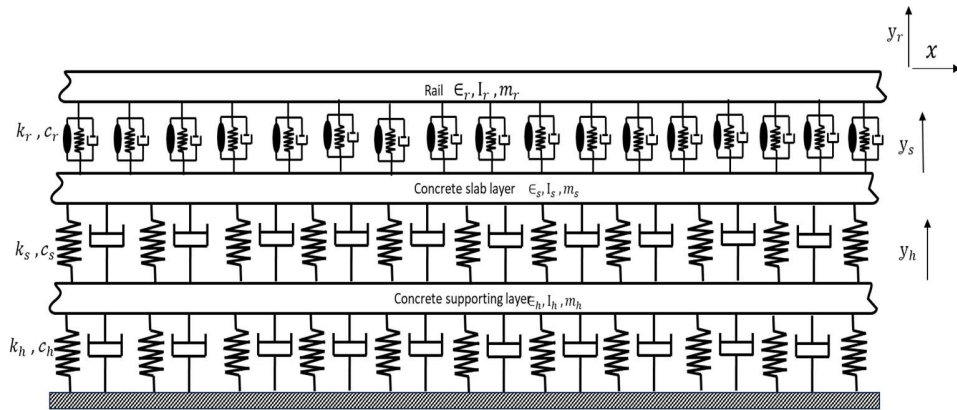 y_r
x
Rail ∈_r, I_r, m_r
k_r, c_r
y_s
Concrete slab layer ∈_s, I_s, m_s
k_s, c_s
y_h
Concrete supporting layer ∈_h, I_h, m_h
k_h, c_h